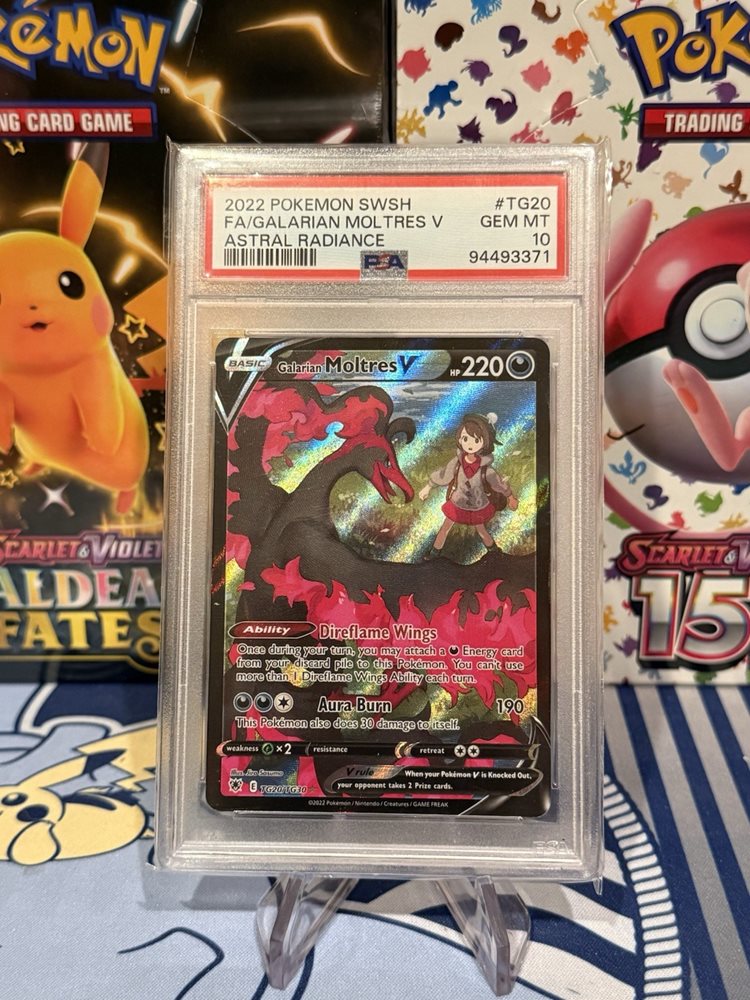 POKÉMON
NG CARD GAME
POK
TRADING
2022 POKEMON SWSH #TG20
FA/GALARIAN MOLTRES V GEM MT
ASTRAL RADIANCE 10
PSA 94493371
BASIC Galarian Moltres V HP 220
Ability Direflame Wings
Once during your turn, you may attach a Energy card
from your discard pile to this Pokémon. You can't use
more than 1 Direflame Wings Ability each turn.
Aura Burn 190
This Pokémon also does 30 damage to itself.
weakness ×2 resistance retreat
Illus. Jiro Sasumo
V rule When your Pokémon V is Knocked Out,
your opponent takes 2 Prize cards.
E TG20/TG30
©2022 Pokémon / Nintendo / Creatures / GAME FREAK
SCARLET & VIOLET
ALDEA
FATES
SCARLET & V
15